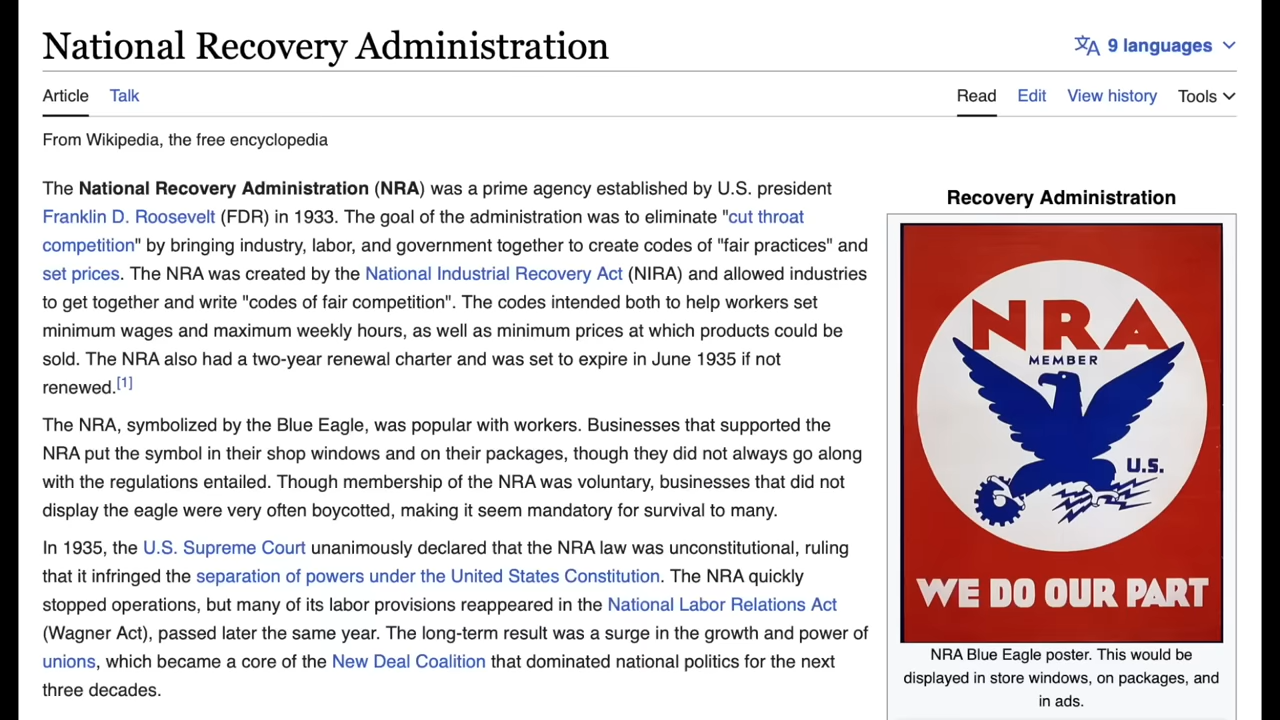 National Recovery Administration
9 languages
Article Talk
Read Edit View history Tools
From Wikipedia, the free encyclopedia
The National Recovery Administration (NRA) was a prime agency established by U.S. president
Franklin D. Roosevelt (FDR) in 1933. The goal of the administration was to eliminate "cut throat
competition" by bringing industry, labor, and government together to create codes of "fair practices" and
set prices. The NRA was created by the National Industrial Recovery Act (NIRA) and allowed industries
to get together and write "codes of fair competition". The codes intended both to help workers set
minimum wages and maximum weekly hours, as well as minimum prices at which products could be
sold. The NRA also had a two-year renewal charter and was set to expire in June 1935 if not
renewed.[1]
The NRA, symbolized by the Blue Eagle, was popular with workers. Businesses that supported the
NRA put the symbol in their shop windows and on their packages, though they did not always go along
with the regulations entailed. Though membership of the NRA was voluntary, businesses that did not
display the eagle were very often boycotted, making it seem mandatory for survival to many.
In 1935, the U.S. Supreme Court unanimously declared that the NRA law was unconstitutional, ruling
that it infringed the separation of powers under the United States Constitution. The NRA quickly
stopped operations, but many of its labor provisions reappeared in the National Labor Relations Act
(Wagner Act), passed later the same year. The long-term result was a surge in the growth and power of
unions, which became a core of the New Deal Coalition that dominated national politics for the next
three decades.
Recovery Administration
NRA
MEMBER
U.S.
WE DO OUR PART
NRA Blue Eagle poster. This would be
displayed in store windows, on packages, and
in ads.